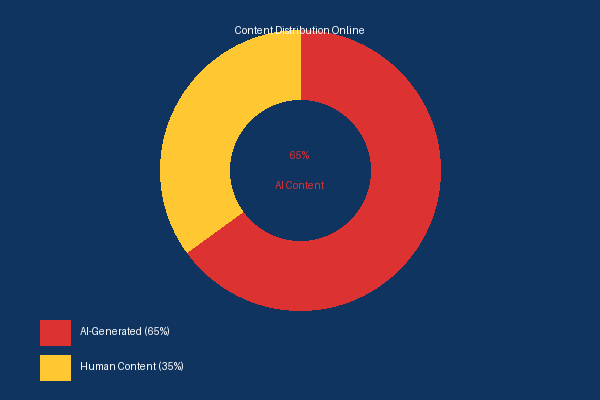 Content Distribution Online
65%
AI Content
AI-Generated (65%)
Human Content (35%)